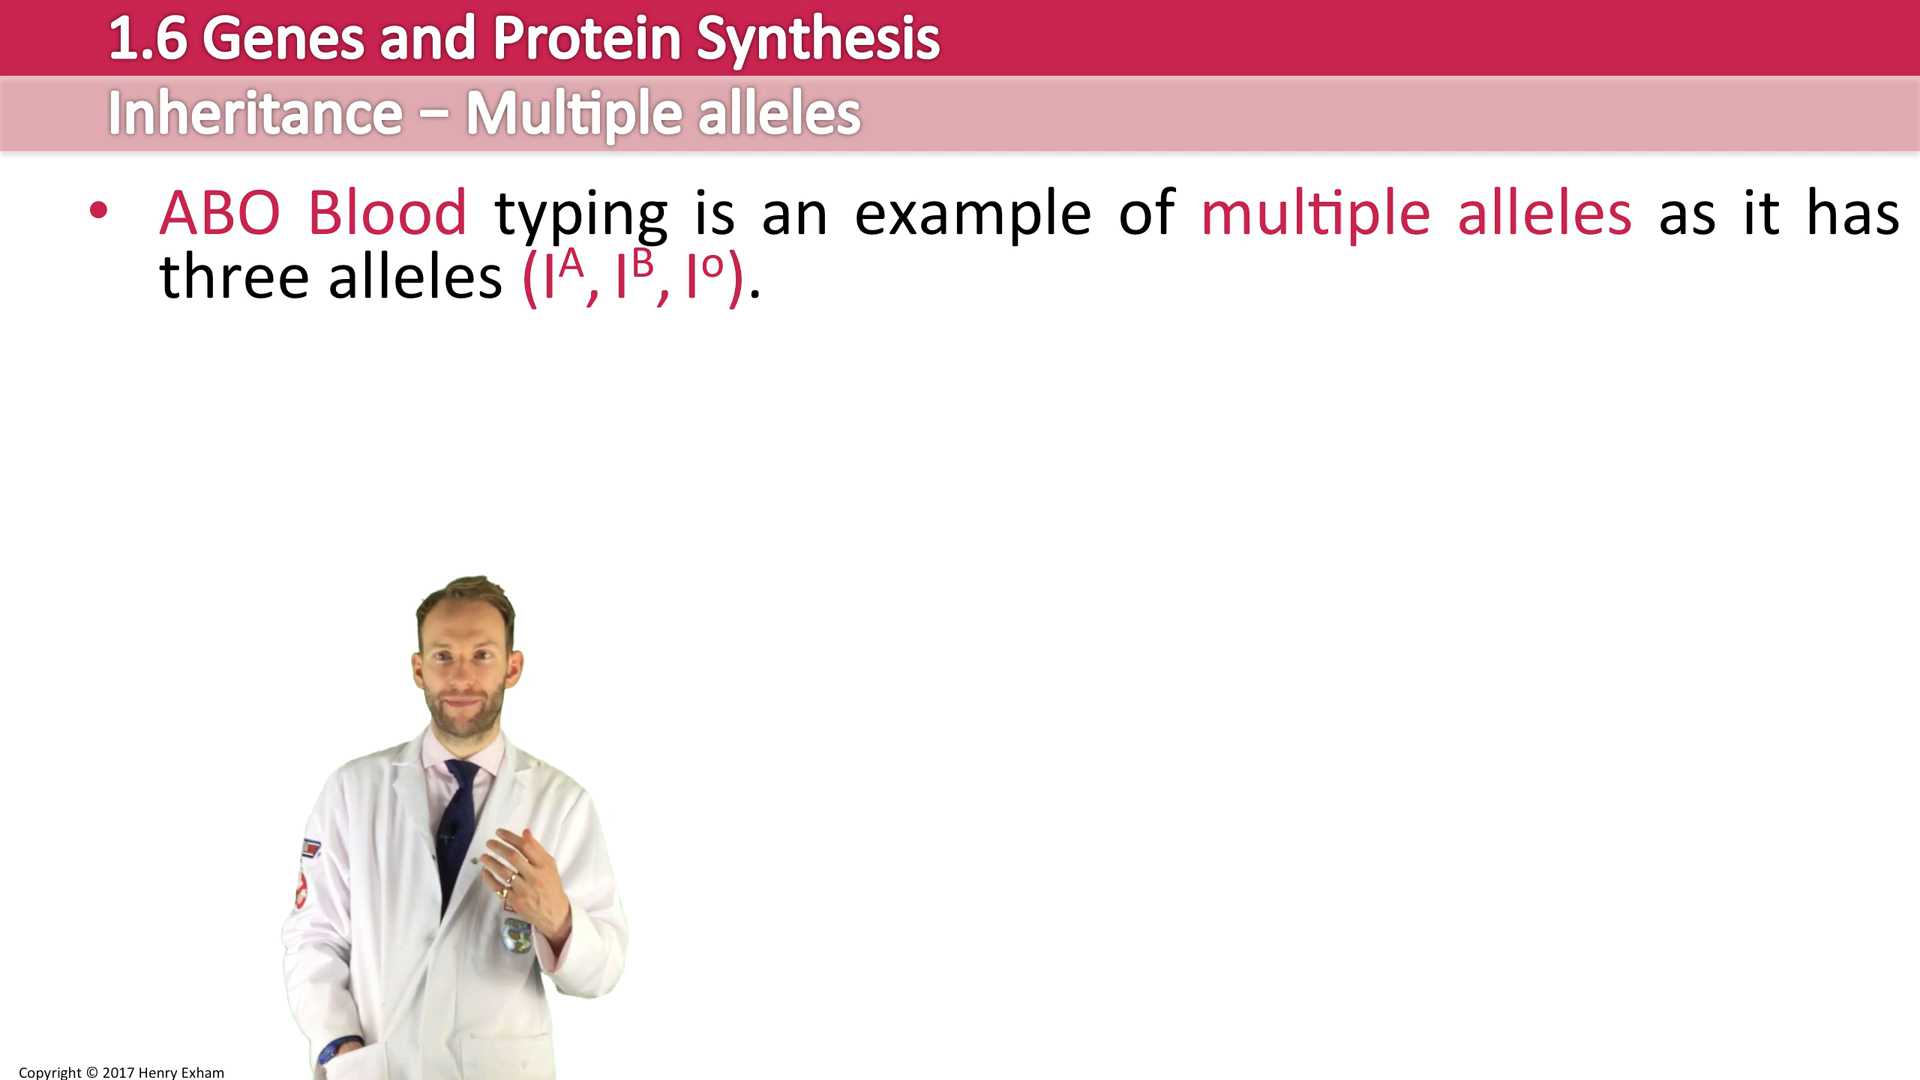 1.6 Genes and Protein Synthesis
Inheritance – Multiple alleles
• ABO Blood typing is an example of multiple alleles as it has
three alleles (Iᴬ, Iᴮ, Iᵒ).
Copyright © 2017 Henry Exham